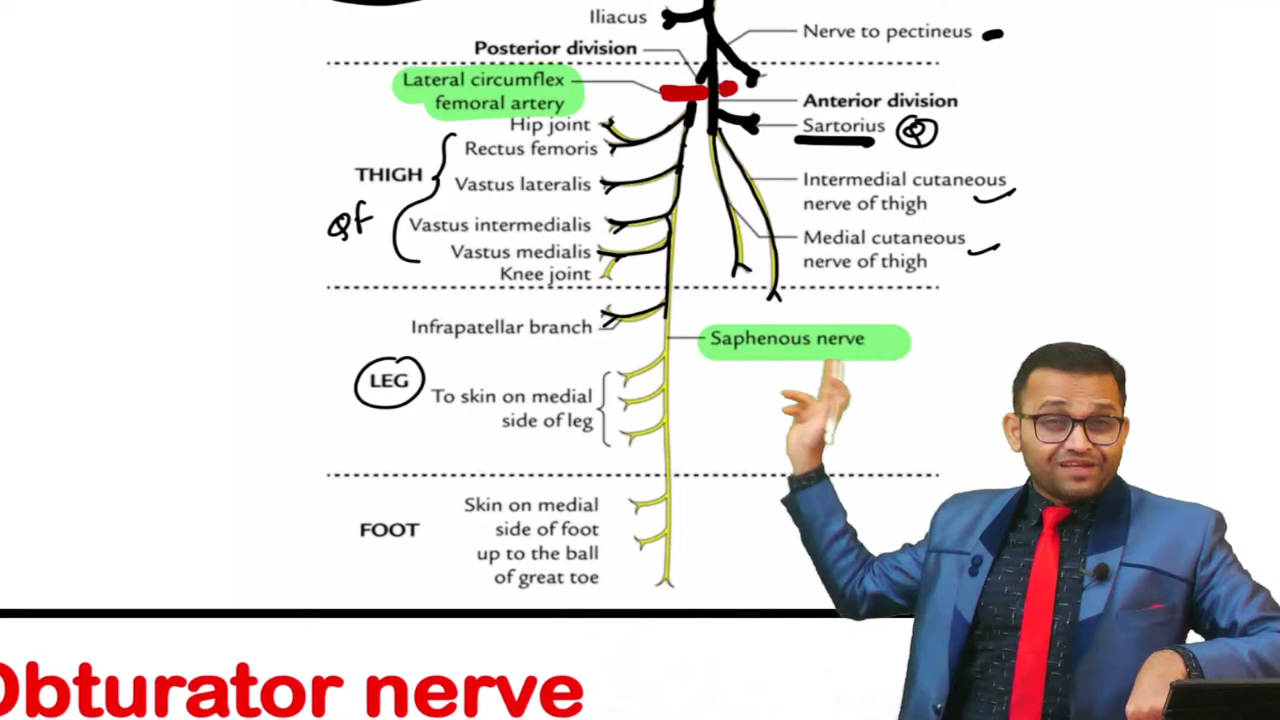 Iliacus
Nerve to pectineus
Posterior division
Lateral circumflex
femoral artery
Anterior division
Hip joint
Sartorius
Rectus femoris
THIGH
Vastus lateralis
Intermedial cutaneous
nerve of thigh
QF
Vastus intermedialis
Medial cutaneous
nerve of thigh
Vastus medialis
Knee joint
Infrapatellar branch
Saphenous nerve
LEG
To skin on medial
side of leg
FOOT
Skin on medial
side of foot
up to the ball
of great toe
Obturator nerve